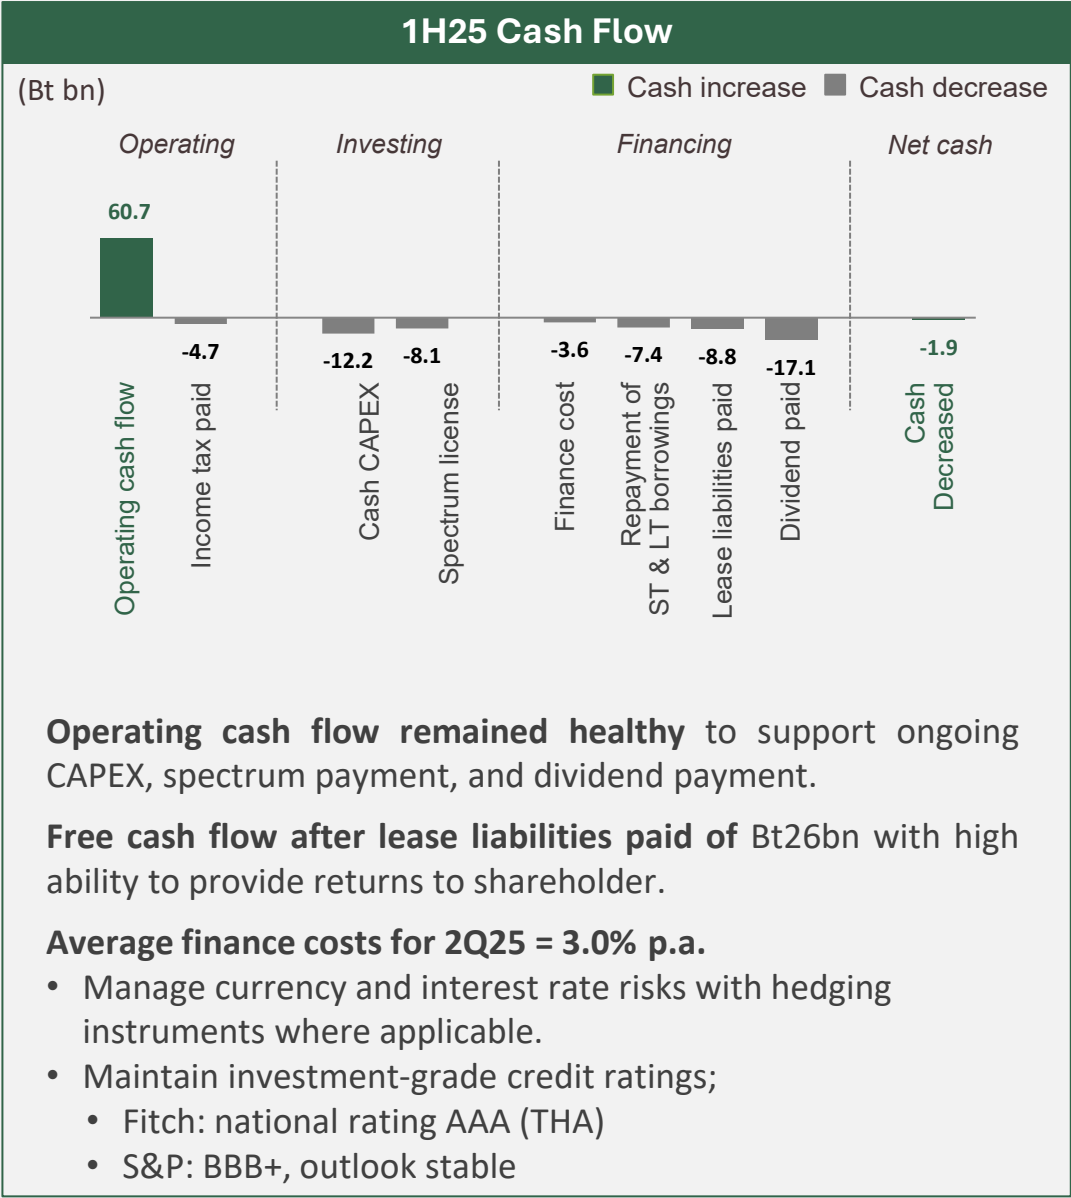 1H25 Cash Flow
(Bt bn)
Cash increase
Cash decrease
Operating
Investing
Financing
Net cash
60.7
-4.7
-12.2
-8.1
-3.6
-7.4
-8.8
-17.1
-1.9
Operating cash flow
Income tax paid
Cash CAPEX
Spectrum license
Finance cost
Repayment of
ST & LT borrowings
Lease liabilities paid
Dividend paid
Cash
Decreased
Operating cash flow remained healthy to support ongoing
CAPEX, spectrum payment, and dividend payment.
Free cash flow after lease liabilities paid of Bt26bn with high
ability to provide returns to shareholder.
Average finance costs for 2Q25 = 3.0% p.a.
• Manage currency and interest rate risks with hedging
instruments where applicable.
• Maintain investment-grade credit ratings;
• Fitch: national rating AAA (THA)
• S&P: BBB+, outlook stable